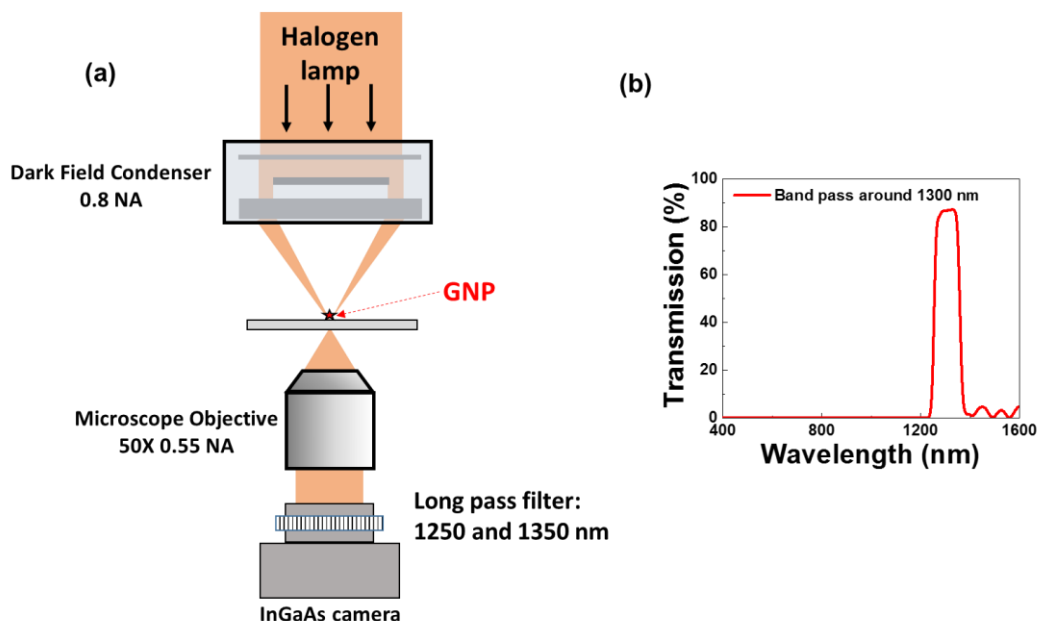 (a)
Halogen
lamp
Dark Field Condenser
0.8 NA
GNP
Microscope Objective
50X 0.55 NA
Long pass filter:
1250 and 1350 nm
InGaAs camera
(b)
Transmission (%)
100
80
60
40
20
0
Band pass around 1300 nm
400
800
1200
1600
Wavelength (nm)